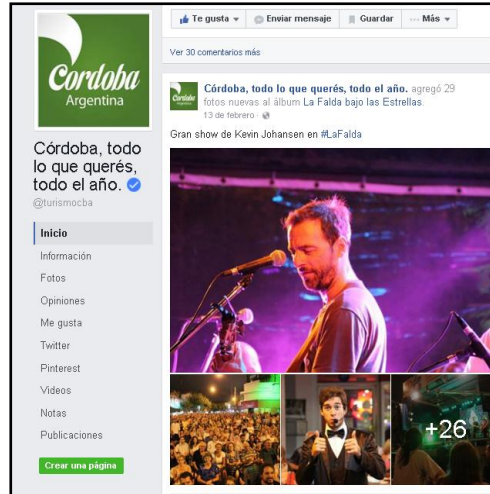 Cordoba
Argentina
Córdoba, todo
lo que querés,
todo el año.
@turismocba
Inicio
Información
Fotos
Opiniones
Me gusta
Twitter
Pinterest
Videos
Notas
Publicaciones
Crear una página
Te gusta
Enviar mensaje
Guardar
Más
Ver 30 comentarios más
Cordoba
Córdoba, todo lo que querés, todo el año. agregó 29
fotos nuevas al álbum La Falda bajo las Estrellas.
13 de febrero ·
Gran show de Kevin Johansen en #LaFalda
+26